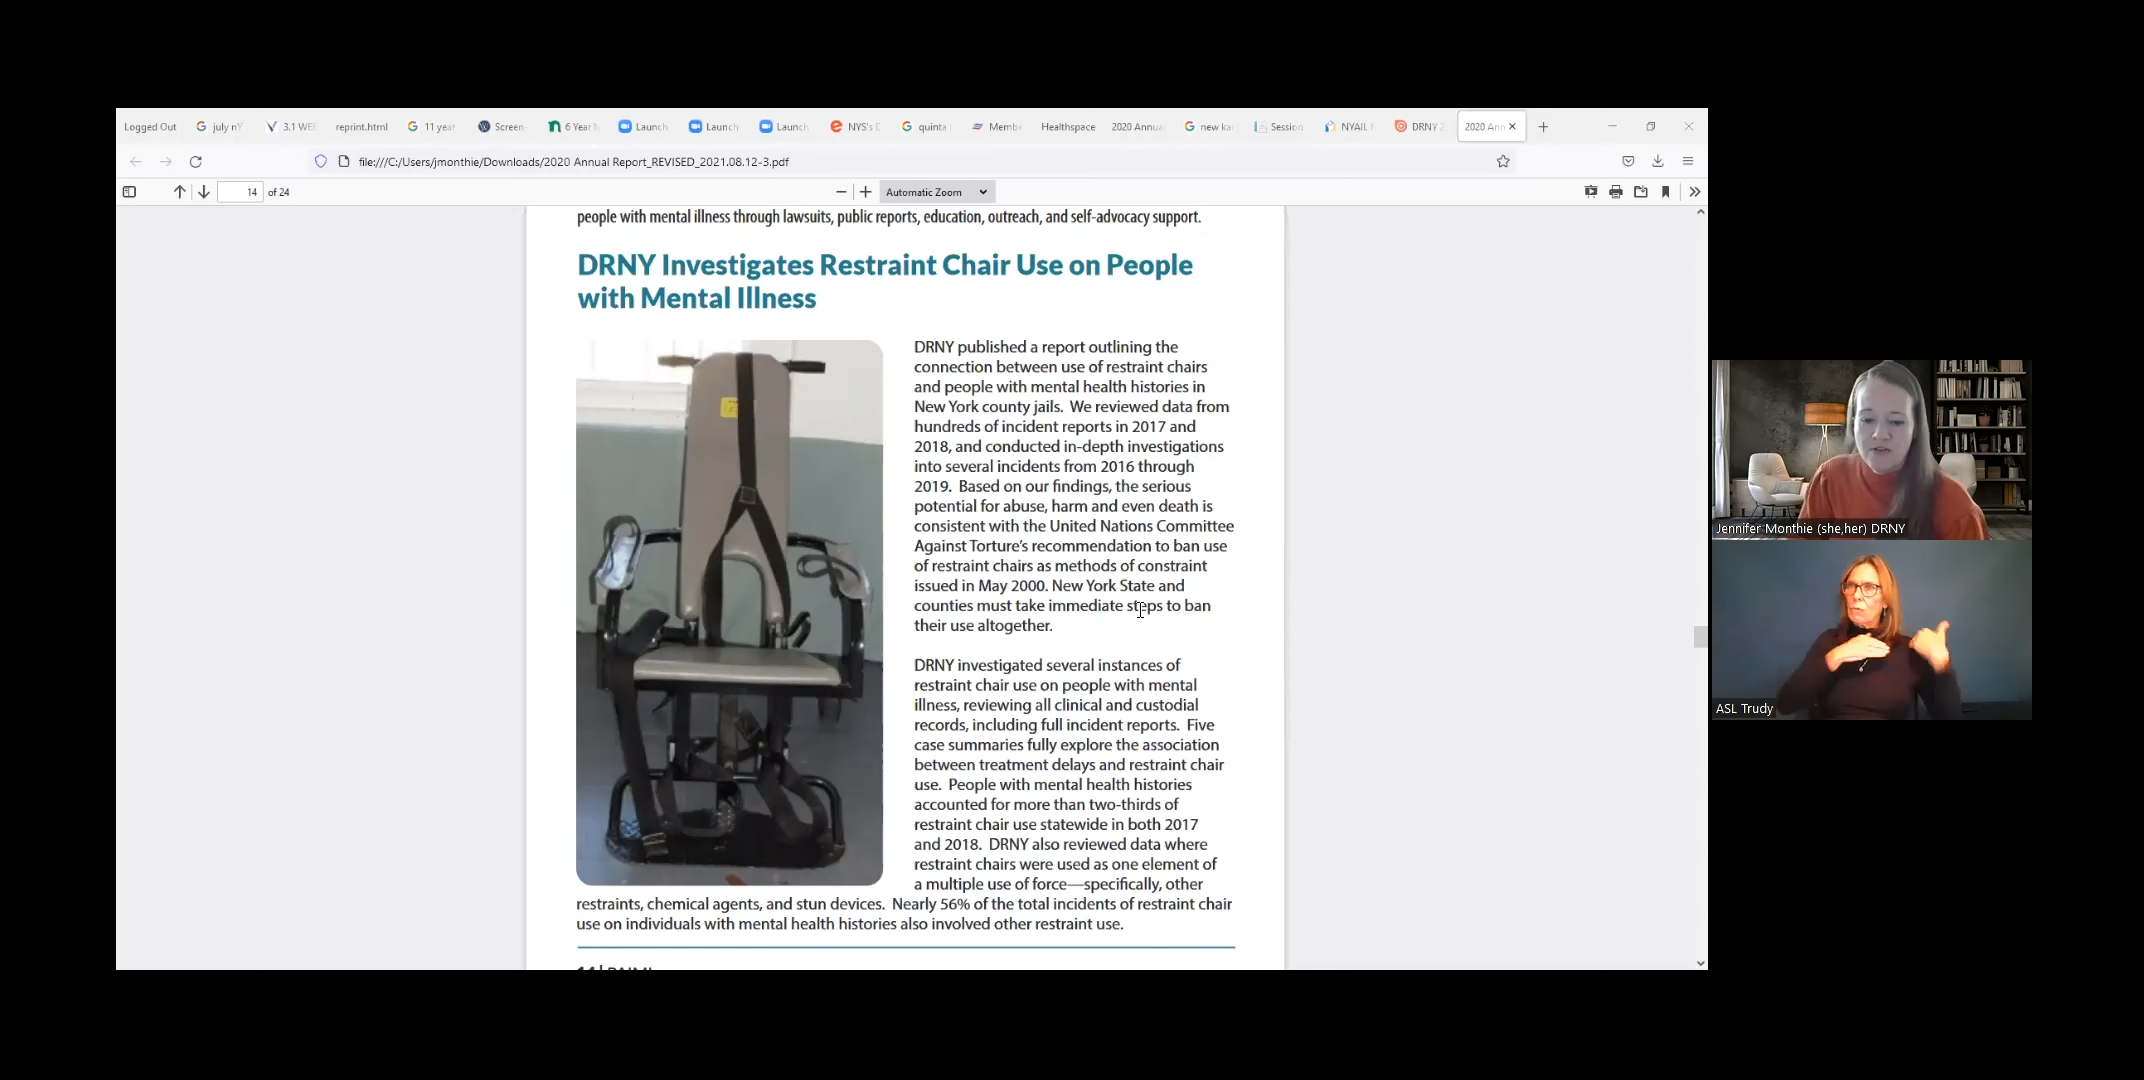 Logged Out
july nY
3.1 WE
reprint.html
11 year
Screen-
6 Year
Launch
Launch
Launch
NYS's
quinta
Memb
Healthspace
2020 Annu
new ka
Session
NYAIL
DRNY
2020 Ann
file:///C:/Users/jmonthie/Downloads/2020 Annual Report_REVISED_2021.08.12-3.pdf
14 of 24
Automatic Zoom
people with mental illness through lawsuits, public reports, education, outreach, and self-advocacy support.
DRNY Investigates Restraint Chair Use on People
with Mental Illness
DRNY published a report outlining the
connection between use of restraint chairs
and people with mental health histories in
New York county jails. We reviewed data from
hundreds of incident reports in 2017 and
2018, and conducted in-depth investigations
into several incidents from 2016 through
2019. Based on our findings, the serious
potential for abuse, harm and even death is
consistent with the United Nations Committee
Against Torture's recommendation to ban use
of restraint chairs as methods of constraint
issued in May 2000. New York State and
counties must take immediate steps to ban
their use altogether.
DRNY investigated several instances of
restraint chair use on people with mental
illness, reviewing all clinical and custodial
records, including full incident reports. Five
case summaries fully explore the association
between treatment delays and restraint chair
use. People with mental health histories
accounted for more than two-thirds of
restraint chair use statewide in both 2017
and 2018. DRNY also reviewed data where
restraint chairs were used as one element of
a multiple use of force—specifically, other
restraints, chemical agents, and stun devices. Nearly 56% of the total incidents of restraint chair
use on individuals with mental health histories also involved other restraint use.
Jennifer Monthie (she,her) DRNY
ASL Trudy